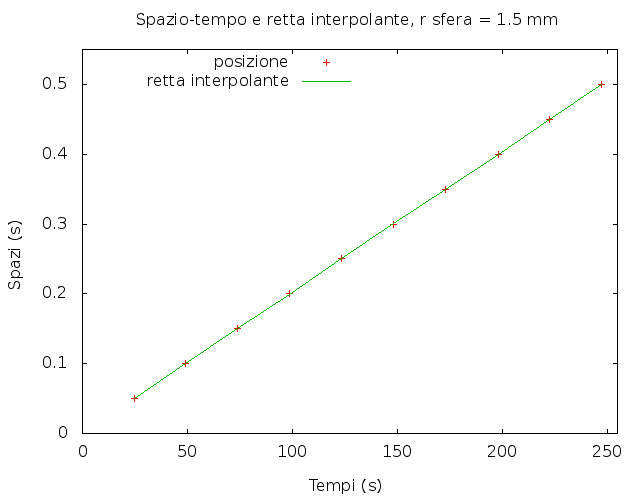 Spazio-tempo e retta interpolante, r sfera = 1.5 mm
posizione
retta interpolante
0.5
0.4
0.3
0.2
0.1
0
Spazi (s)
0 50 100 150 200 250
Tempi (s)